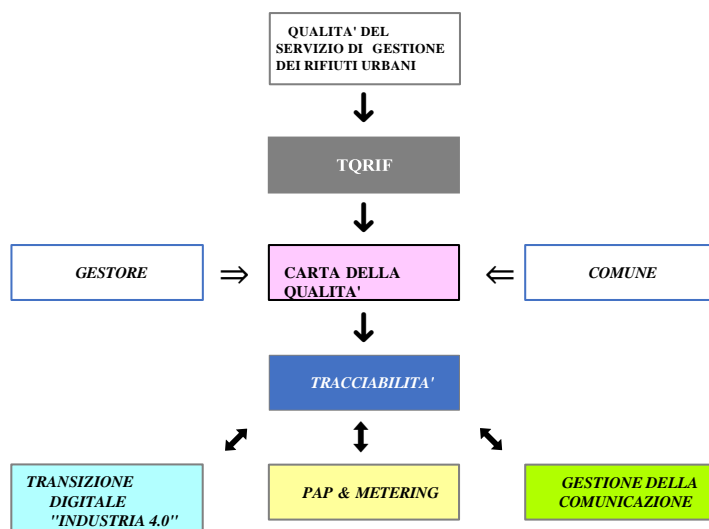 QUALITA' DEL
SERVIZIO DI GESTIONE
DEI RIFIUTI URBANI
TQRIF
GESTORE
CARTA DELLA
QUALITA'
COMUNE
TRACCIABILITA'
TRANSIZIONE
DIGITALE
"INDUSTRIA 4.0"
PAP & METERING
GESTIONE DELLA
COMUNICAZIONE